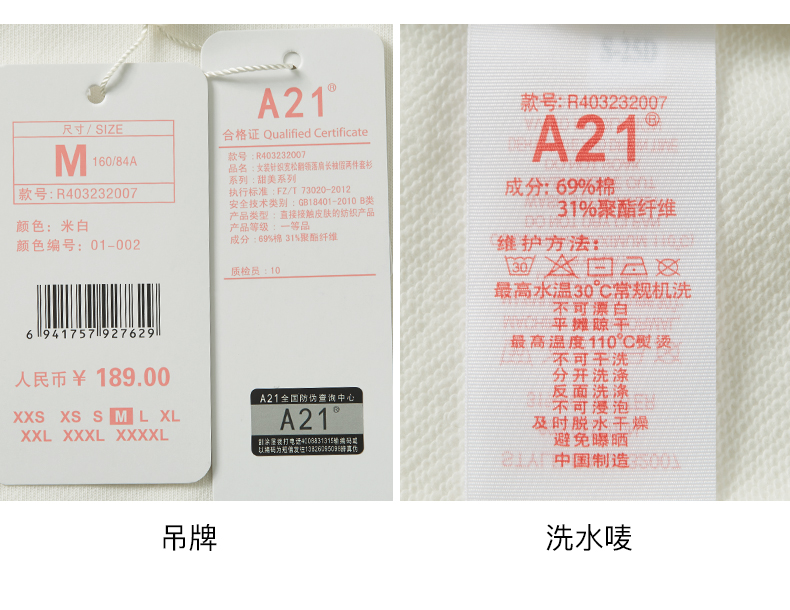 尺寸/ SIZE
M 160/84A
款号: R403232007
颜色: 米白
颜色编号: 01-002
6 941757 927629
人民币 ¥ 189.00
XXS XS S M L XL
XXL XXXL XXXXL
A21®
合格证 Qualified Certificate
款号 : R403232007
系列 : 甜美系列
执行标准 : FZ/T 73020-2012
安全技术类别 : GB18401-2010 B类
产品类型 : 直接接触皮肤的纺织产品
产品等级 : 一等品
成分 : 69%棉 31%聚酯纤维
质检员 : 10
A21全国防伪查询中心
A21®
款号: R403232007
A21®
成分: 69%棉
31%聚酯纤维
维护方法:
30
最高水温30°C常规机洗
不可漂白
平摊晾干
最高温度110°C熨烫
不可干洗
分开洗涤
反面洗涤
不可浸泡
及时脱水干燥
避免曝晒
中国制造
吊牌
洗水唛